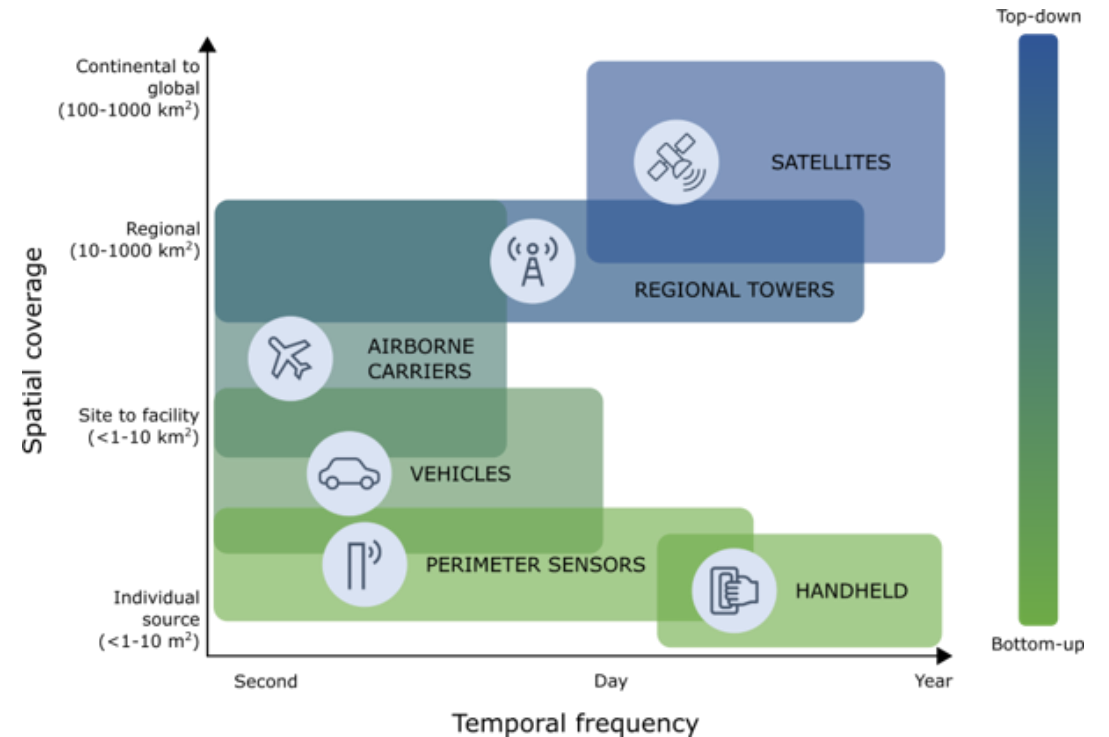 Top-down
Continental to
global
(100-1000 km²)
SATELLITES
Regional
(10-1000 km²)
REGIONAL TOWERS
AIRBORNE
CARRIERS
Spatial coverage
Site to facility
(<1-10 km²)
VEHICLES
PERIMETER SENSORS
HANDHELD
Individual
source
(<1-10 m²)
Bottom-up
Second
Day
Year
Temporal frequency